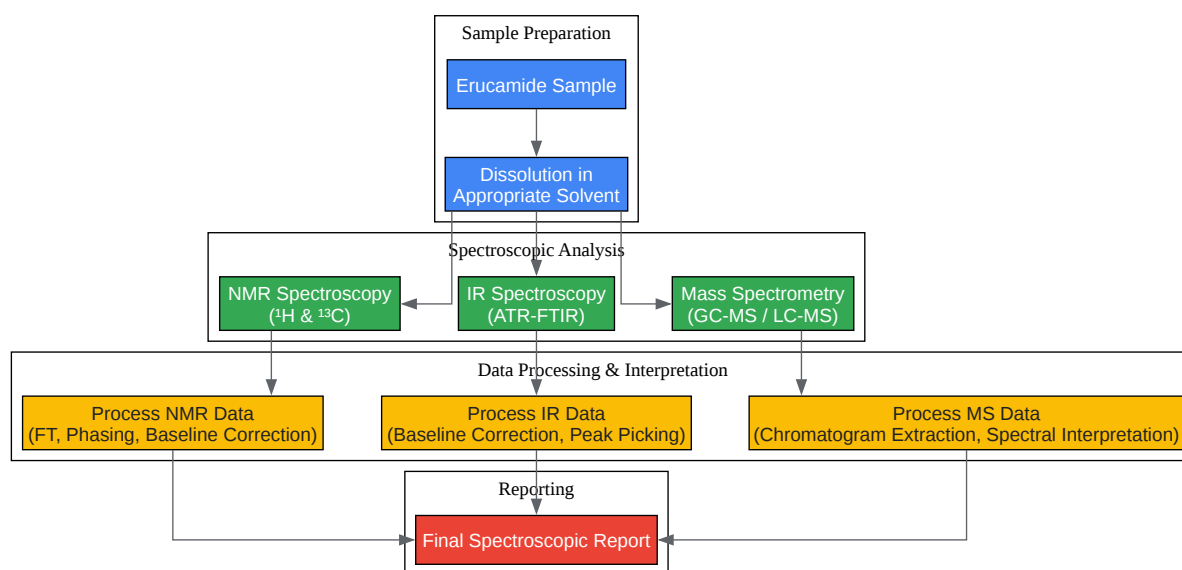 Sample Preparation
Erucamide Sample
Dissolution in
Appropriate Solvent
Spectroscopic Analysis
NMR Spectroscopy
(¹H & ¹³C)
IR Spectroscopy
(ATR-FTIR)
Mass Spectrometry
(GC-MS / LC-MS)
Data Processing & Interpretation
Process NMR Data
(FT, Phasing, Baseline Correction)
Process IR Data
(Baseline Correction, Peak Picking)
Process MS Data
(Chromatogram Extraction, Spectral Interpretation)
Reporting
Final Spectroscopic Report